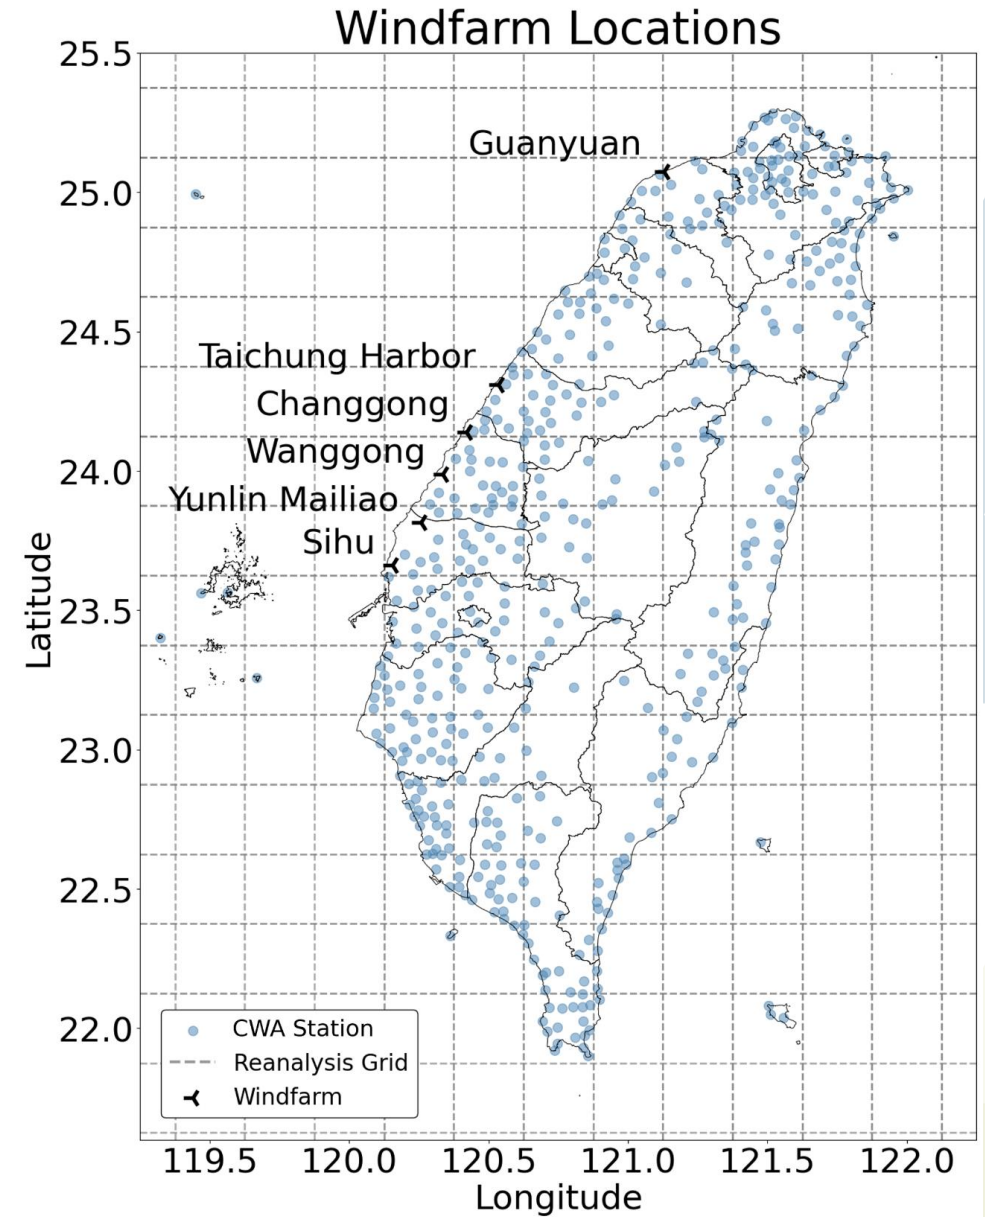 Windfarm Locations
25.5
Guanyuan
25.0
24.5
Taichung Harbor
Changgong
Wanggong
24.0
Yunlin Mailiao
Sihu
Latitude
23.5
23.0
22.5
22.0
CWA Station
Reanalysis Grid
Windfarm
119.5 120.0 120.5 121.0 121.5 122.0
Longitude